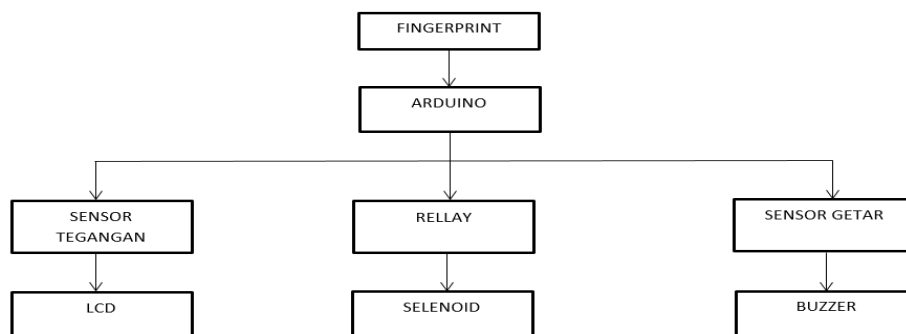 FINGERPRINT
ARDUINO
SENSOR
TEGANGAN
RELLAY
SENSOR GETAR
LCD
SELENOID
BUZZER